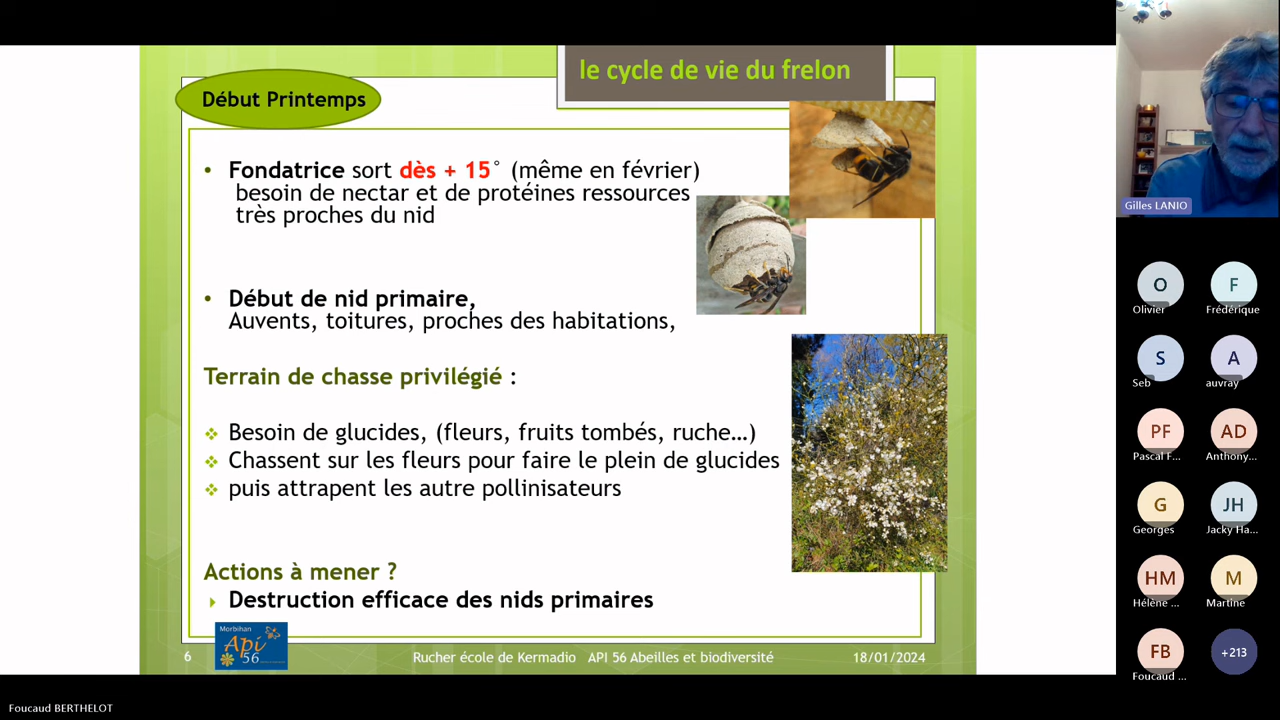 le cycle de vie du frelon
Début Printemps
• Fondatrice sort dès + 15° (même en février)
besoin de nectar et de protéines ressources
très proches du nid
• Début de nid primaire,
Auvents, toitures, proches des habitations,
Terrain de chasse privilégié :
Besoin de glucides, (fleurs, fruits tombés, ruche…)
Chassent sur les fleurs pour faire le plein de glucides
puis attrapent les autre pollinisateurs
Actions à mener ?
Destruction efficace des nids primaires
Morbihan
Api
56
6
Rucher école de Kermadio API 56 Abeilles et biodiversité
18/01/2024
Gilles LANIO
O
Olivier
F
Frédérique
S
Seb
A
auvray
PF
Pascal F...
AD
Anthony...
G
Georges
JH
Jacky Ha...
HM
Hélène ...
M
Martine
FB
Foucaud ...
+213
Foucaud BERTHELOT